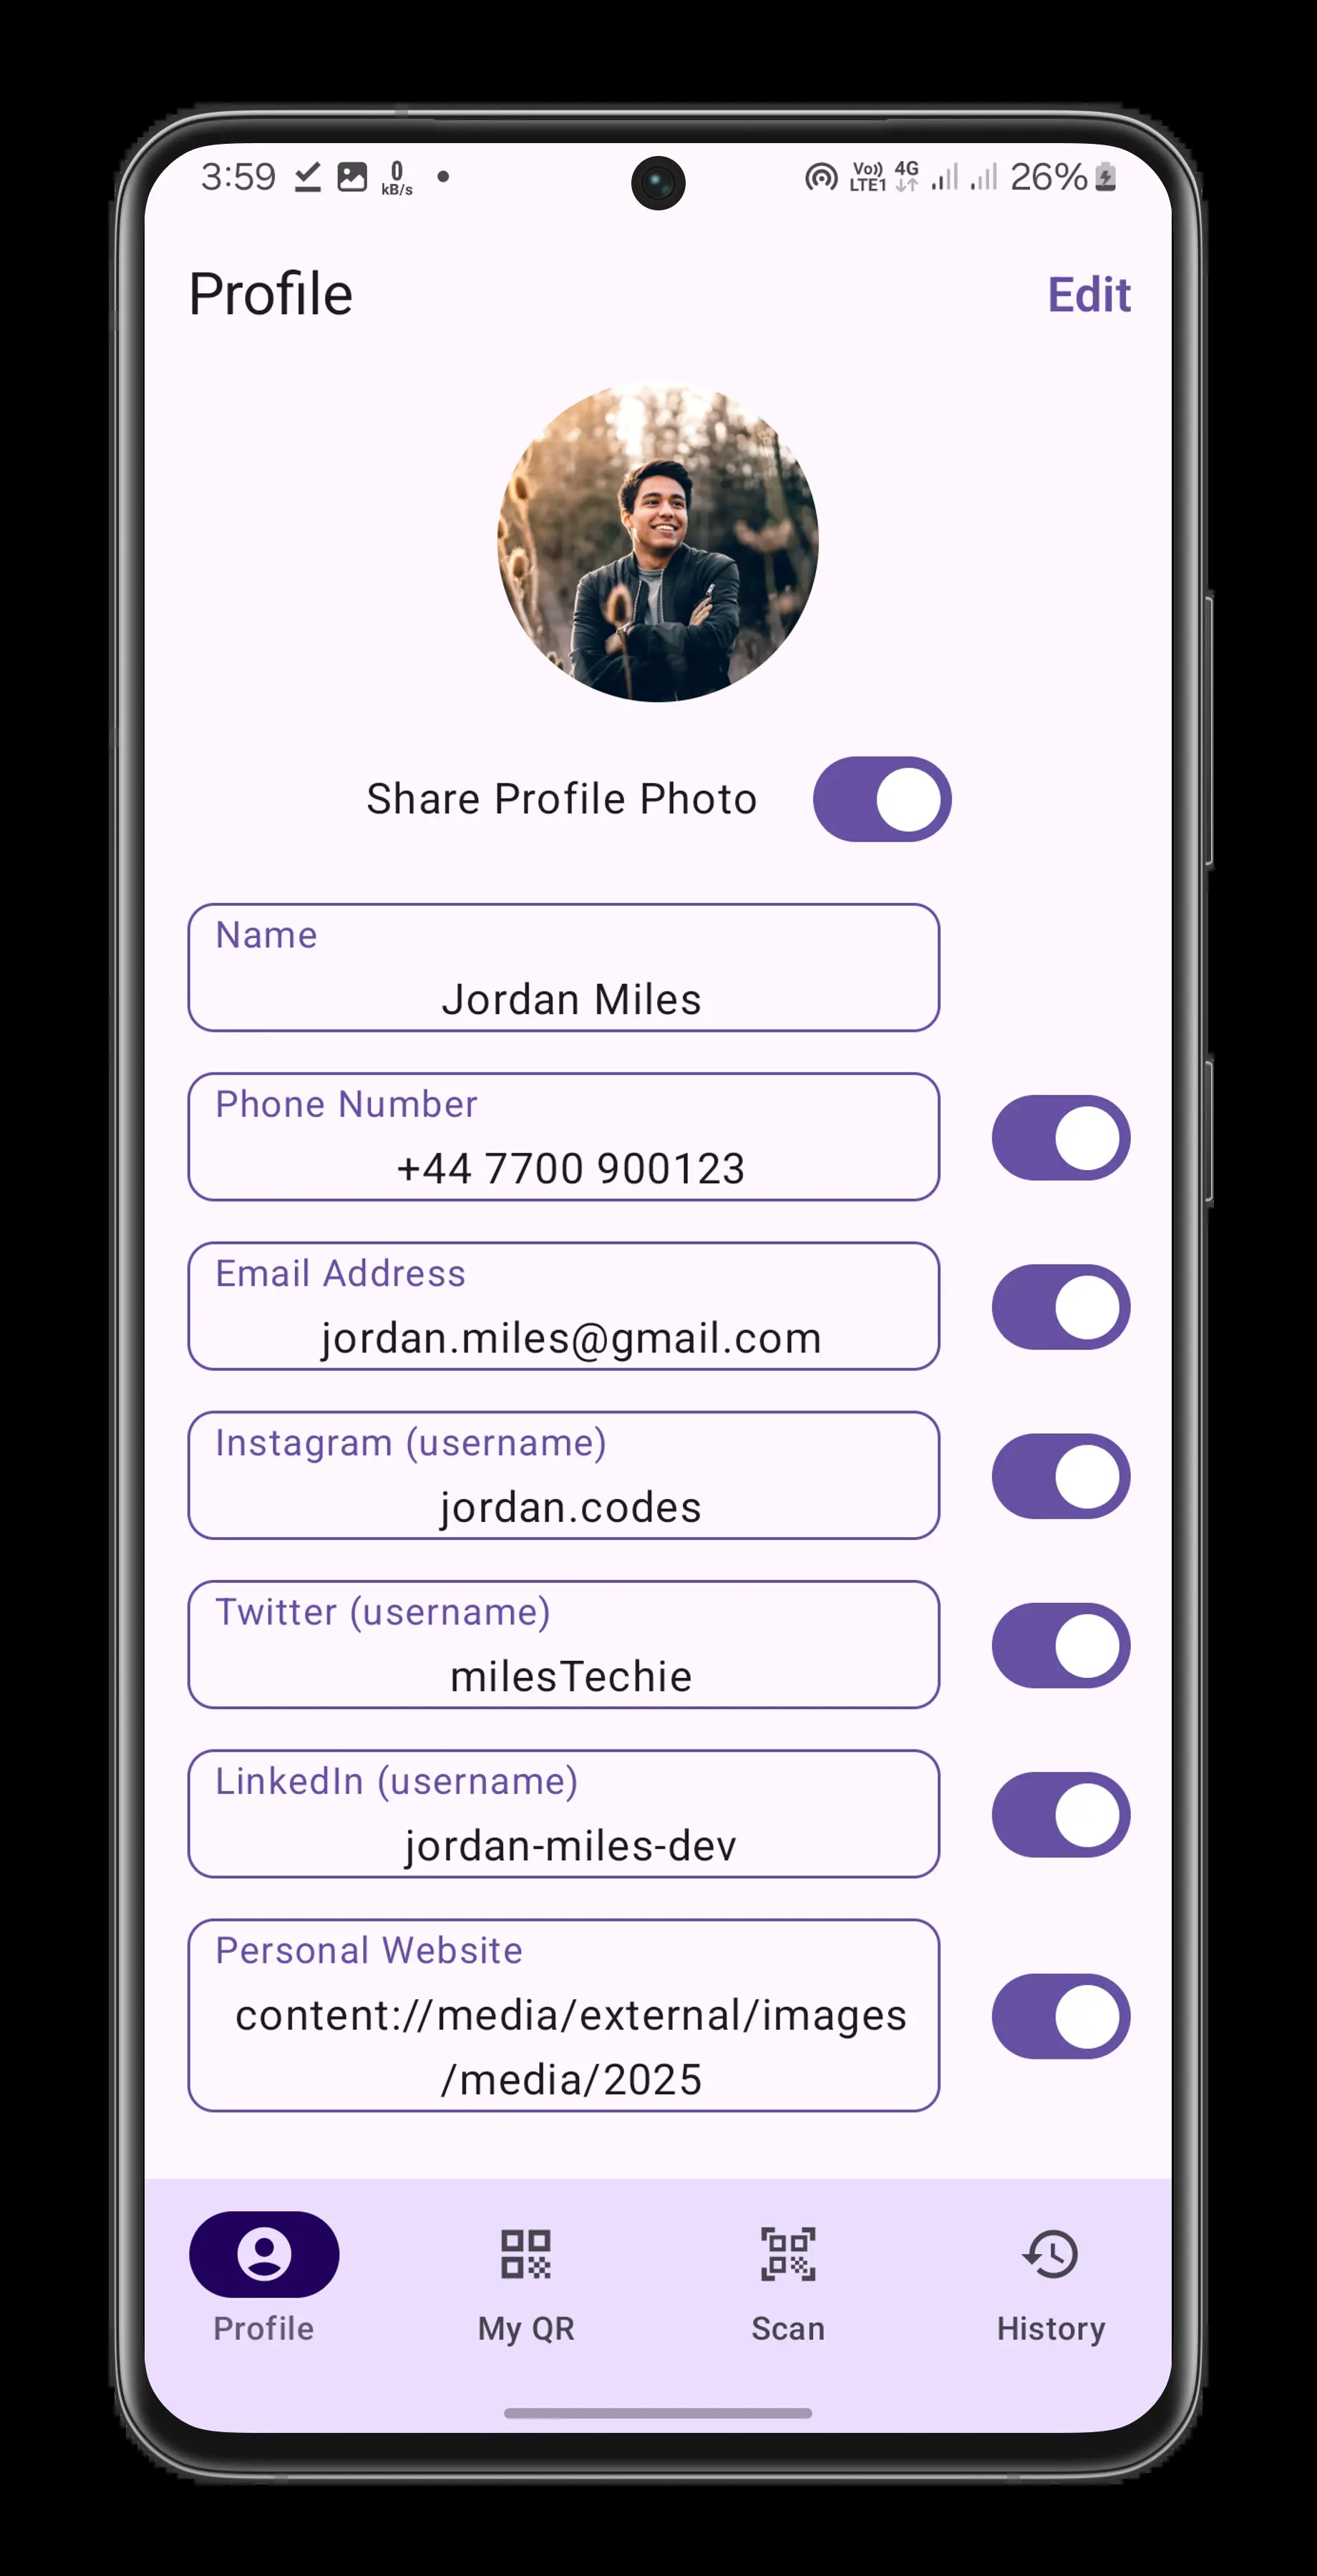 3:59
0
kB/s
Vo))
LTE1
4G
26%
Profile
Edit
Share Profile Photo
Name
Jordan Miles
Phone Number
+44 7700 900123
Email Address
jordan.miles@gmail.com
Instagram (username)
jordan.codes
Twitter (username)
milesTechie
LinkedIn (username)
jordan-miles-dev
Personal Website
content://media/external/images
/media/2025
Profile
My QR
Scan
History